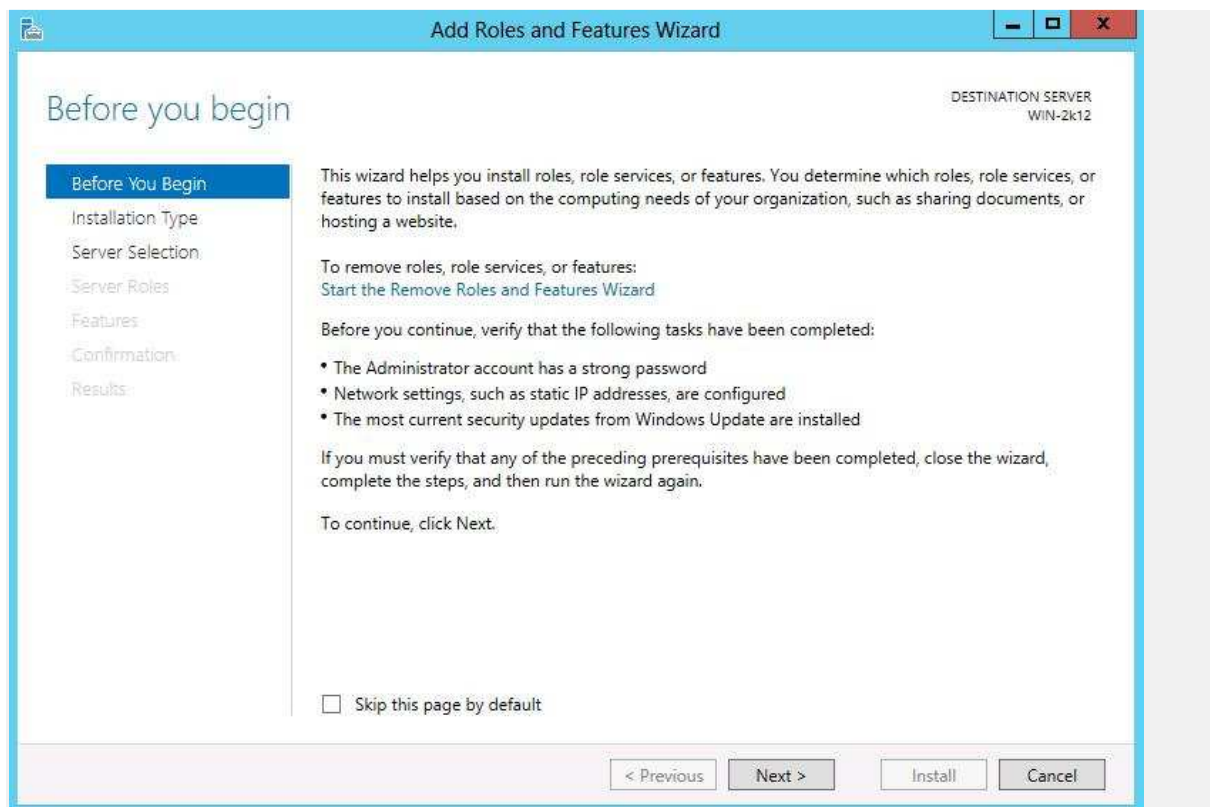 Add Roles and Features Wizard
Before you begin
DESTINATION SERVER
WIN-2k12
Before You Begin
Installation Type
Server Selection
Server Roles
Features
Confirmation
Results
This wizard helps you install roles, role services, or features. You determine which roles, role services, or
features to install based on the computing needs of your organization, such as sharing documents, or
hosting a website.
To remove roles, role services, or features:
Start the Remove Roles and Features Wizard
Before you continue, verify that the following tasks have been completed:
• The Administrator account has a strong password
• Network settings, such as static IP addresses, are configured
• The most current security updates from Windows Update are installed
If you must verify that any of the preceding prerequisites have been completed, close the wizard,
complete the steps, and then run the wizard again.
To continue, click Next.
Skip this page by default
< Previous Next > Install Cancel